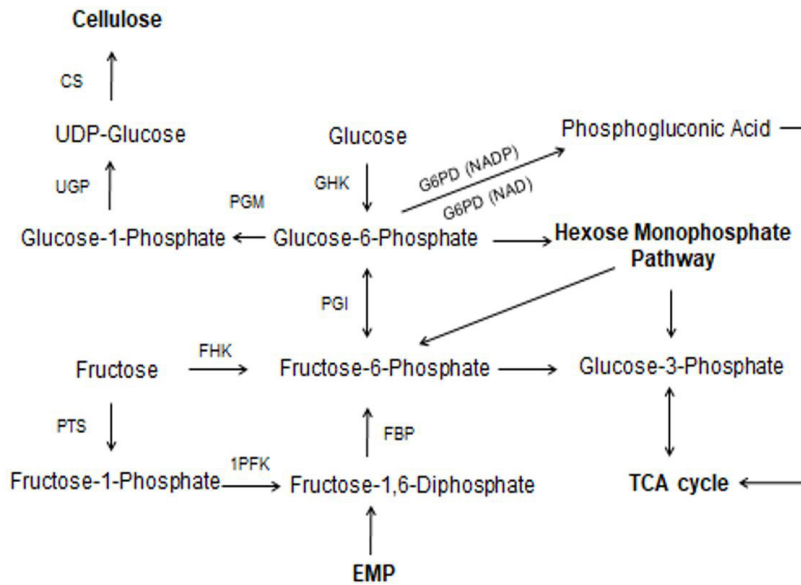 Cellulose
CS
UDP-Glucose
Glucose
Phosphogluconic Acid
G6PD (NADP)
G6PD (NAD)
UGP
PGM
GHK
Glucose-1-Phosphate
Glucose-6-Phosphate
Hexose Monophosphate
Pathway
PGI
Fructose
FHK
Fructose-6-Phosphate
Glucose-3-Phosphate
PTS
FBP
1PFK
Fructose-1-Phosphate
Fructose-1,6-Diphosphate
TCA cycle
EMP